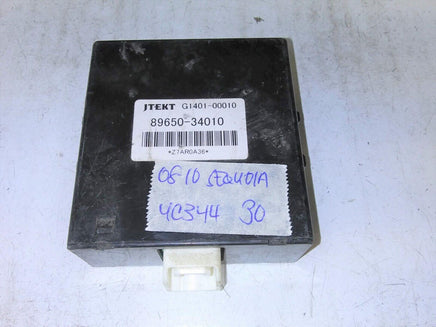 JTEKT G1401-00010
89650-34010
*Z7AR0A36*
08 10 SEQUOIA
4C344 30